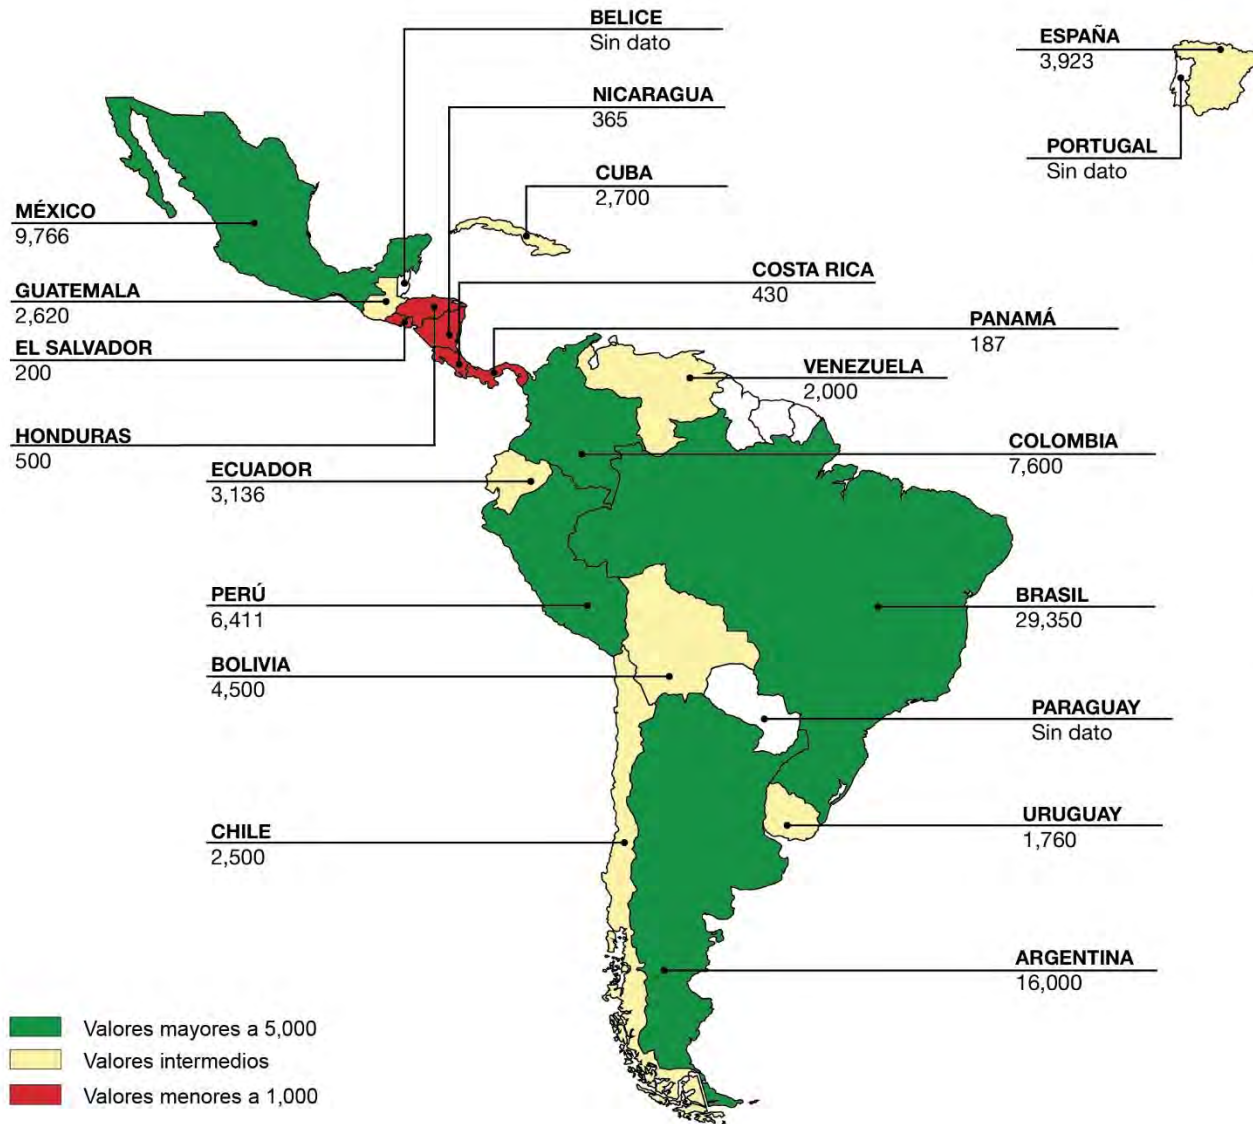 BELICE
Sin dato
ESPAÑA
3,923
NICARAGUA
365
PORTUGAL
Sin dato
CUBA
2,700
MÉXICO
9,766
COSTA RICA
430
GUATEMALA
2,620
PANAMÁ
187
EL SALVADOR
200
VENEZUELA
2,000
HONDURAS
500
COLOMBIA
7,600
ECUADOR
3,136
PERÚ
6,411
BRASIL
29,350
BOLIVIA
4,500
PARAGUAY
Sin dato
CHILE
2,500
URUGUAY
1,760
ARGENTINA
16,000
Valores mayores a 5,000
Valores intermedios
Valores menores a 1,000